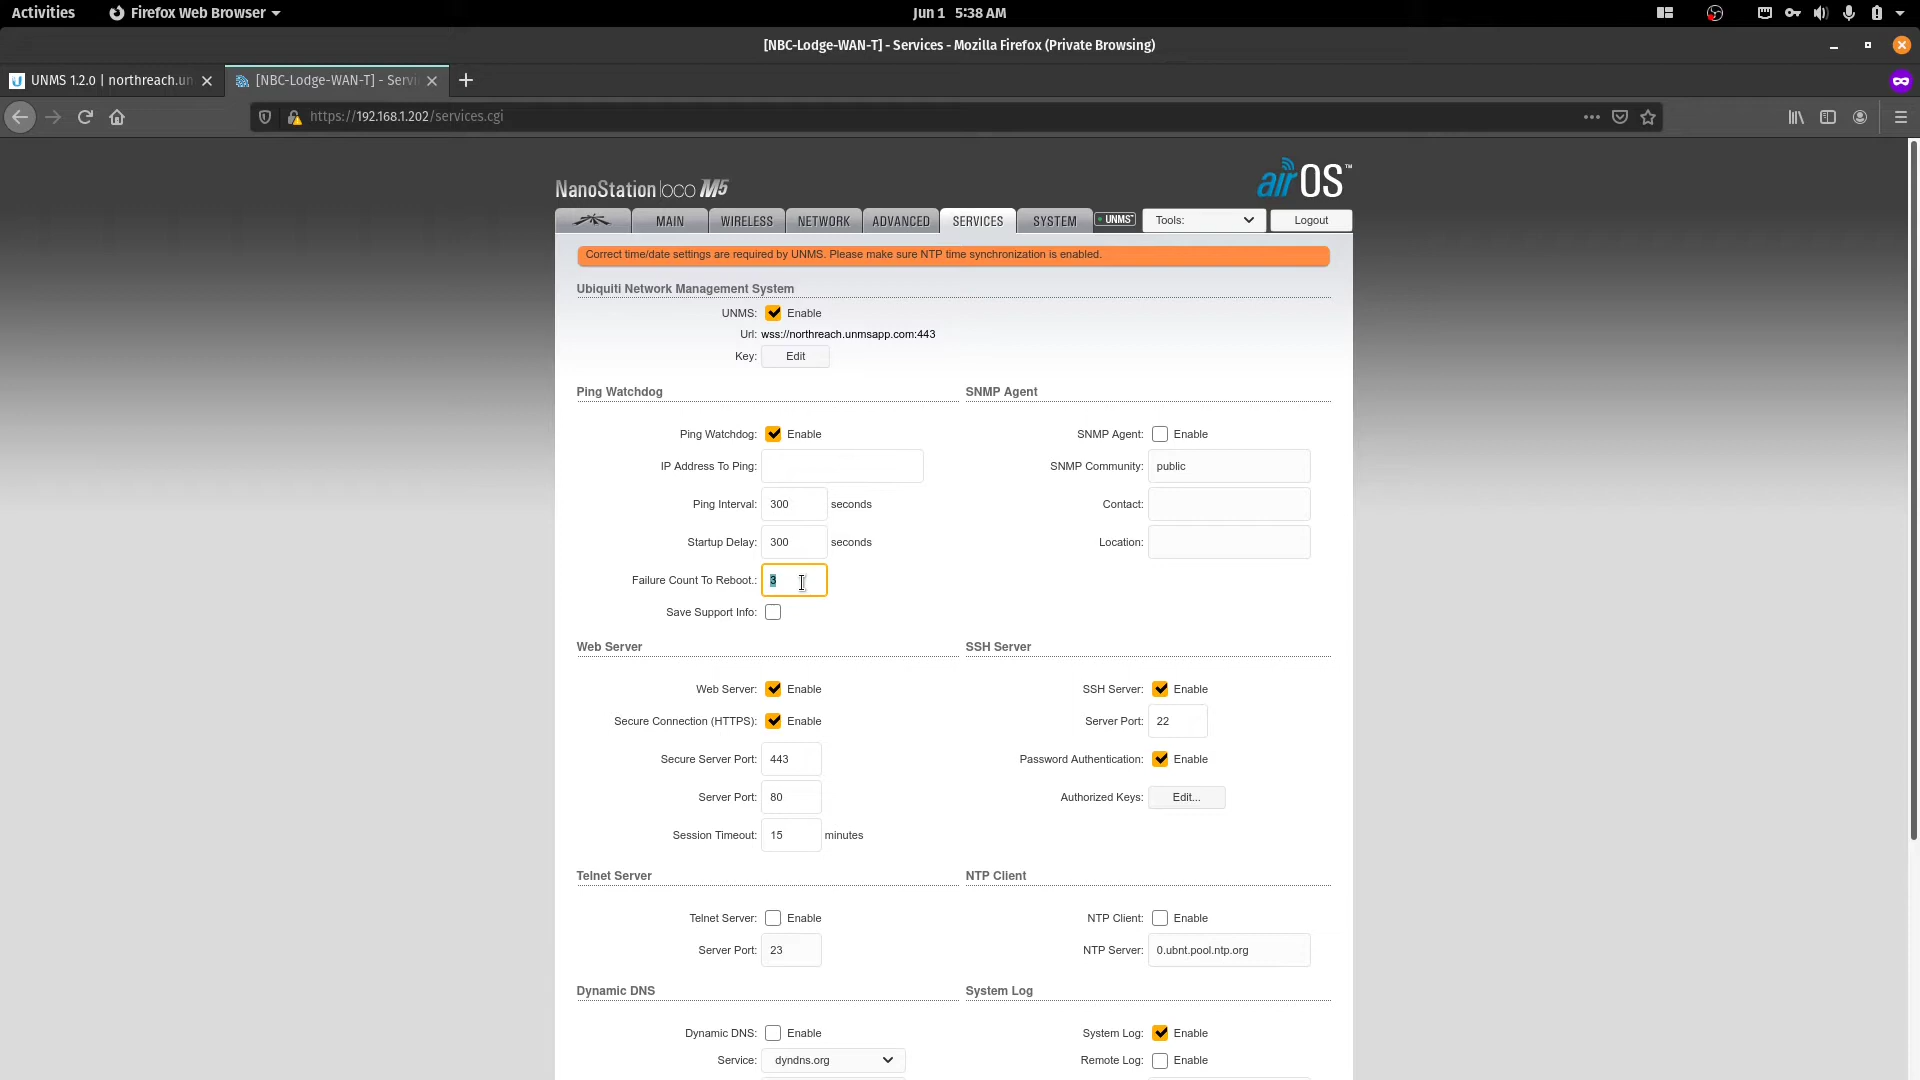 Activities
Firefox Web Browser
Jun 1 5:38 AM
[NBC-Lodge-WAN-T] - Services - Mozilla Firefox (Private Browsing)
UNMS 1.2.0 | northreach.un
[NBC-Lodge-WAN-T] - Servi
https://192.168.1.202/services.cgi
NanoStation loco M5
airOS™
MAIN
WIRELESS
NETWORK
ADVANCED
SERVICES
SYSTEM
UNMS™
Tools:
Logout
Correct time/date settings are required by UNMS. Please make sure NTP time synchronization is enabled.
Ubiquiti Network Management System
UNMS: Enable
Url: wss://northreach.unmsapp.com:443
Key: Edit
Ping Watchdog
Ping Watchdog: Enable
IP Address To Ping:
Ping Interval: 300 seconds
Startup Delay: 300 seconds
Failure Count To Reboot.: 3
Save Support Info:
SNMP Agent
SNMP Agent: Enable
SNMP Community: public
Contact:
Location:
Web Server
Web Server: Enable
Secure Connection (HTTPS): Enable
Secure Server Port: 443
Server Port: 80
Session Timeout: 15 minutes
SSH Server
SSH Server: Enable
Server Port: 22
Password Authentication: Enable
Authorized Keys: Edit...
Telnet Server
Telnet Server: Enable
Server Port: 23
NTP Client
NTP Client: Enable
NTP Server: 0.ubnt.pool.ntp.org
Dynamic DNS
Dynamic DNS: Enable
Service: dyndns.org
System Log
System Log: Enable
Remote Log: Enable